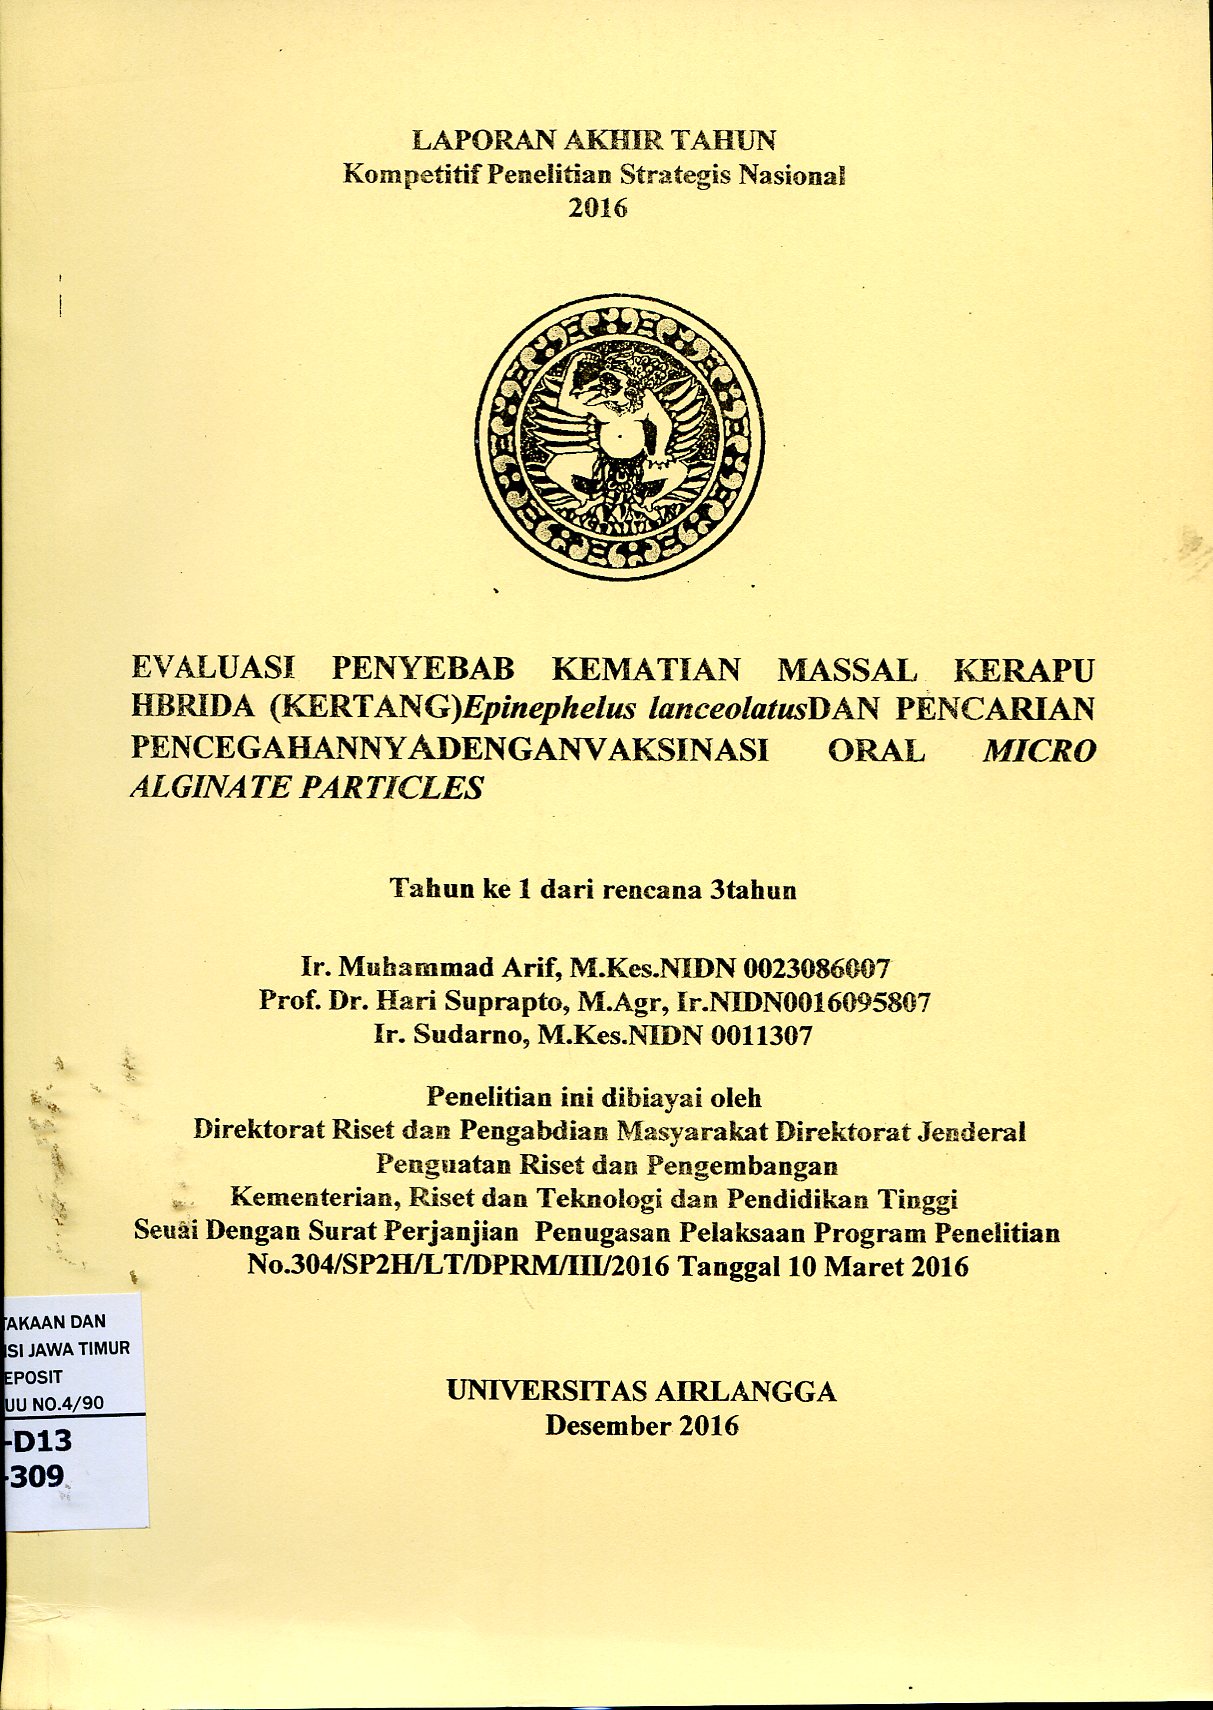 LAPORAN AKHIR TAHUN
Kompetitif Penelitian Strategis Nasional
2016
EVALUASI PENYEBAB KEMATIAN MASSAL KERAPU
HBRIDA (KERTANG)Epinephelus lanceolatusDAN PENCARIAN
PENCEGAHANNYADENGANVAKSINASI ORAL MICRO
ALGINATE PARTICLES
Tahun ke 1 dari rencana 3tahun
Ir. Muhammad Arif, M.Kes.NIDN 0023086007
Prof. Dr. Hari Suprapto, M.Agr, Ir.NIDN0016095807
Ir. Sudarno, M.Kes.NIDN 0011307
Penelitian ini dibiayai oleh
Direktorat Riset dan Pengabdian Masyarakat Direktorat Jenderal
Penguatan Riset dan Pengembangan
Kementerian, Riset dan Teknologi dan Pendidikan Tinggi
Seuai Dengan Surat Perjanjian Penugasan Pelaksaan Program Penelitian
No.304/SP2H/LT/DPRM/III/2016 Tanggal 10 Maret 2016
TAKAAN DAN
ISI JAWA TIMUR
EPOSIT
UU NO.4/90
-D13
-309
UNIVERSITAS AIRLANGGA
Desember 2016